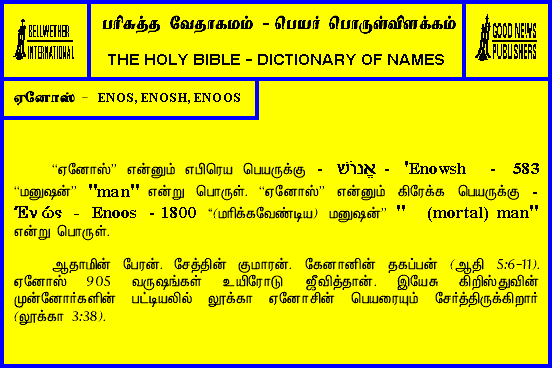 BELLWETHER
INTERNATIONAL
பரிசுத்த வேதாகமம் - பெயர் பொருள்விளக்கம்
THE HOLY BIBLE - DICTIONARY OF NAMES
GOOD NEWS
PUBLISHERS
ஏனோஸ் - ENOS, ENOSH, ENOOS
“ஏனோஸ்” என்னும் எபிரெய பெயருக்கு - אֱנוֹשׁ - 'Enowsh - 583
“மனுஷன்” "man" என்று பொருள். “ஏனோஸ்” என்னும் கிரேக்க பெயருக்கு -
Ἐνώς - Enoos - 1800 “(மரிக்கவேண்டிய) மனுஷன்” " (mortal) man"
என்று பொருள்.
ஆதாமின் பேரன். சேத்தின் குமாரன். கேனானின் தகப்பன் (ஆதி 5:6-11).
ஏனோஸ் 905 வருஷங்கள் உயிரோடு ஜீவித்தான். இயேசு கிறிஸ்துவின்
முன்னோர்களின் பட்டியலில் லூக்கா ஏனோசின் பெயரையும் சேர்த்திருக்கிறார்
(லூக்கா 3:38).